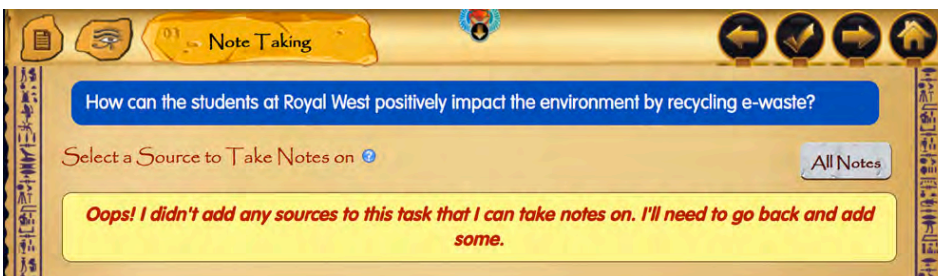 03
Note Taking
How can the students at Royal West positively impact the environment by recycling e-waste?
Select a Source to Take Notes on ?
All Notes
Oops! I didn't add any sources to this task that I can take notes on. I'll need to go back and add
some.